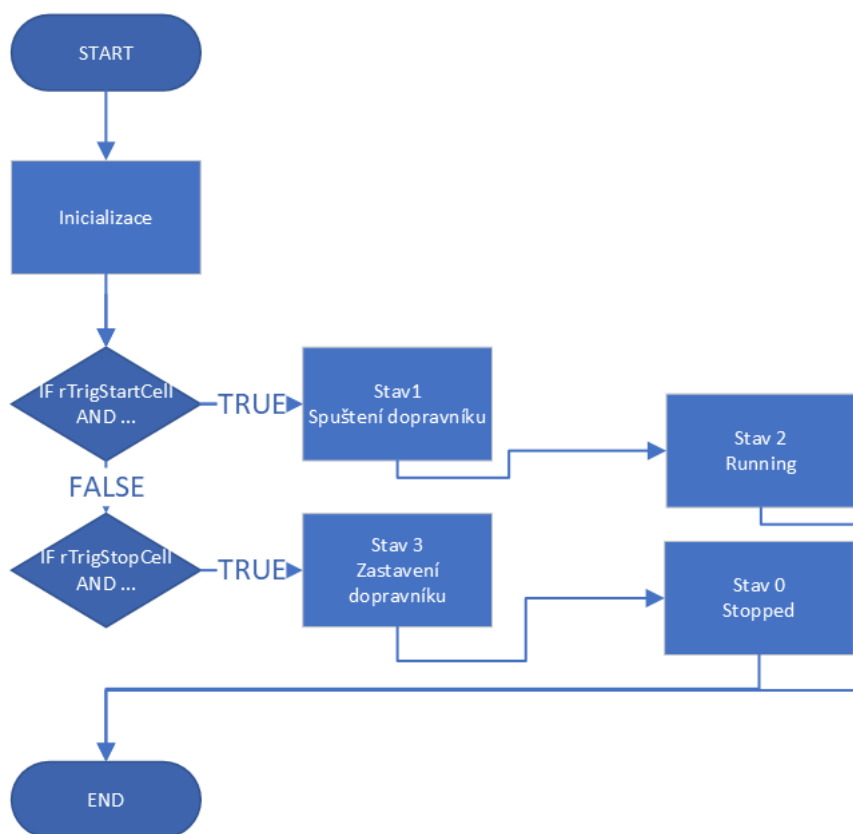 START
Inicializace
IF rTrigStartCell
AND ...
TRUE
Stav1
Spuštení dopravníku
Stav 2
Running
FALSE
IF rTrigStopCell
AND ...
TRUE
Stav 3
Zastavení
dopravníku
Stav 0
Stopped
END